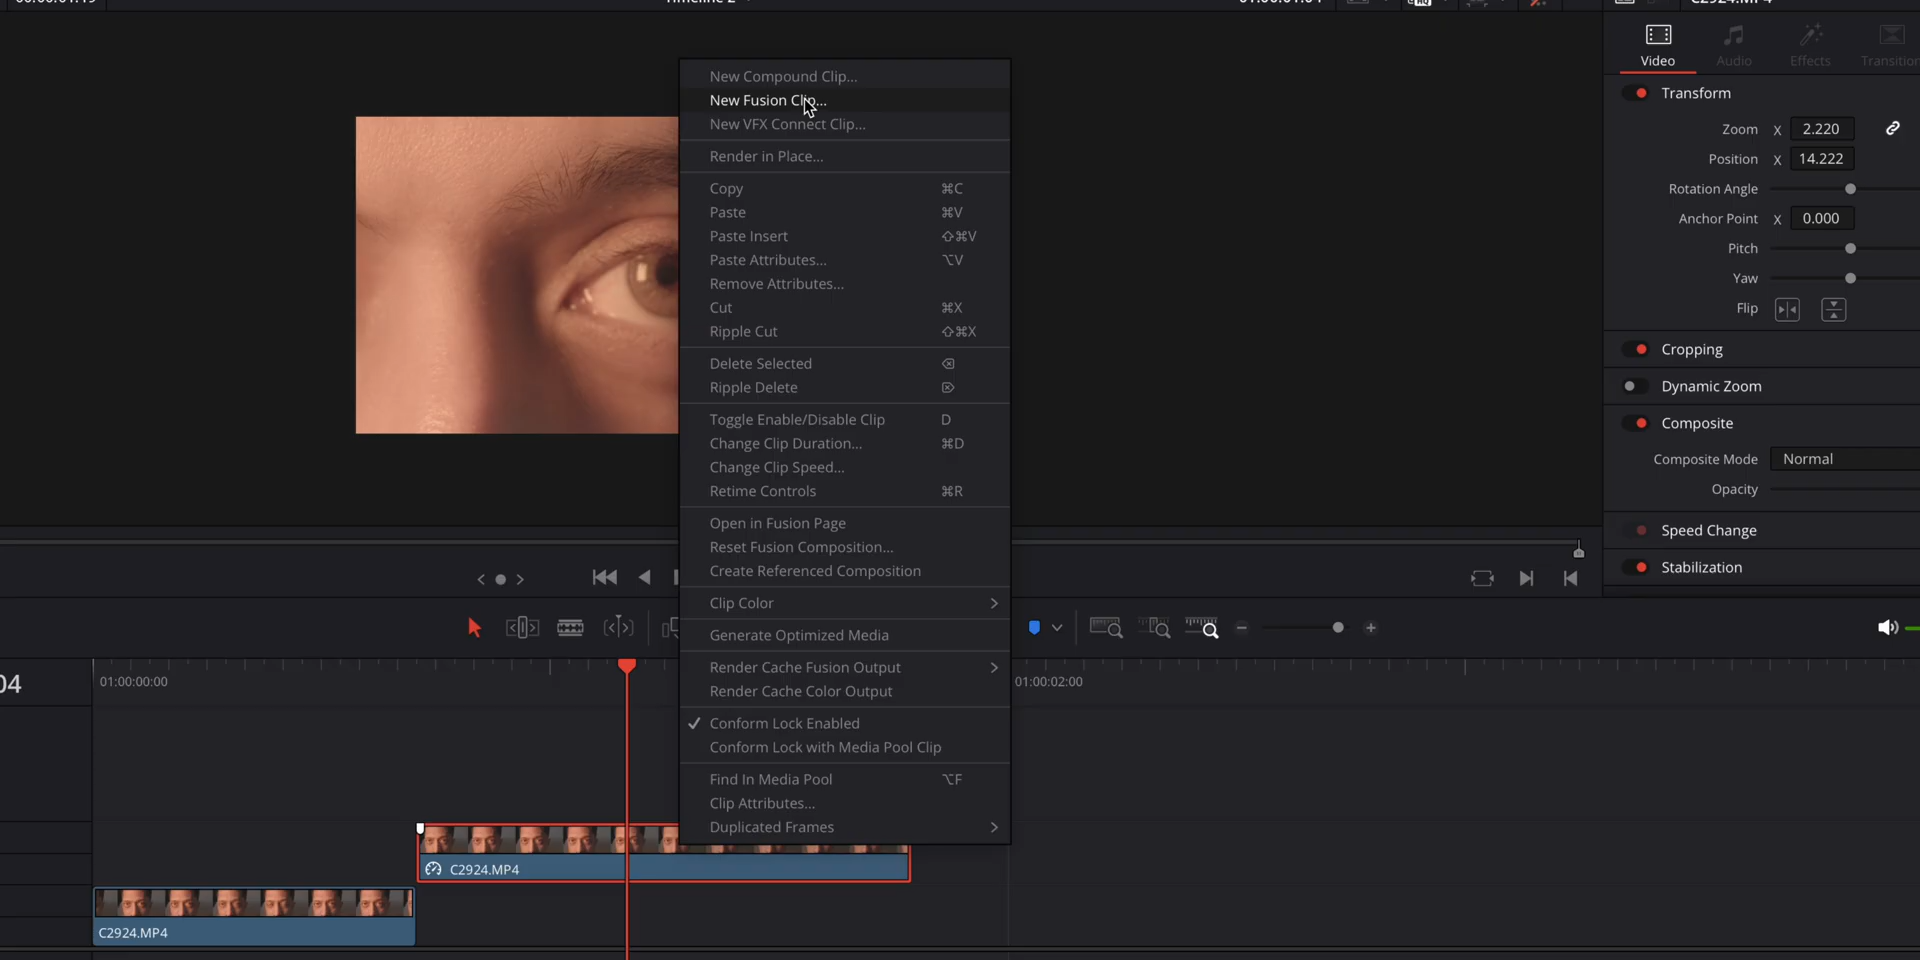 Timeline 2
C2924.MP4
Video
Audio
Effects
Transition
New Compound Clip...
New Fusion Clip...
New VFX Connect Clip...
Render in Place...
Copy ⌘C
Paste ⌘V
Paste Insert ⇧⌘V
Paste Attributes... ⌥V
Remove Attributes...
Cut ⌘X
Ripple Cut ⇧⌘X
Delete Selected ⌫
Ripple Delete ⌦
Toggle Enable/Disable Clip D
Change Clip Duration... ⌘D
Change Clip Speed...
Retime Controls ⌘R
Open in Fusion Page
Reset Fusion Composition...
Create Referenced Composition
Clip Color
Generate Optimized Media
Render Cache Fusion Output
Render Cache Color Output
✓ Conform Lock Enabled
Conform Lock with Media Pool Clip
Find In Media Pool ⌥F
Clip Attributes...
Duplicated Frames
Transform
Zoom X 2.220
Position X 14.222
Rotation Angle
Anchor Point X 0.000
Pitch
Yaw
Flip
Cropping
Dynamic Zoom
Composite
Composite Mode Normal
Opacity
Speed Change
Stabilization
04
01:00:00:00
01:00:02:00
C2924.MP4
C2924.MP4